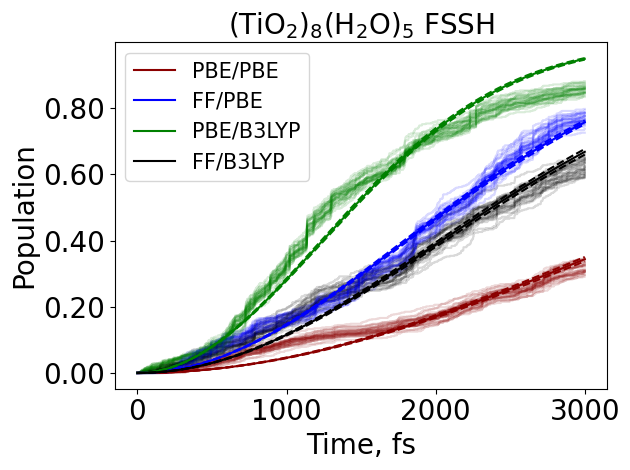 (TiO₂)₈(H₂O)₅ FSSH
PBE/PBE
FF/PBE
PBE/B3LYP
FF/B3LYP
Population
0.80
0.60
0.40
0.20
0.00
0 1000 2000 3000
Time, fs